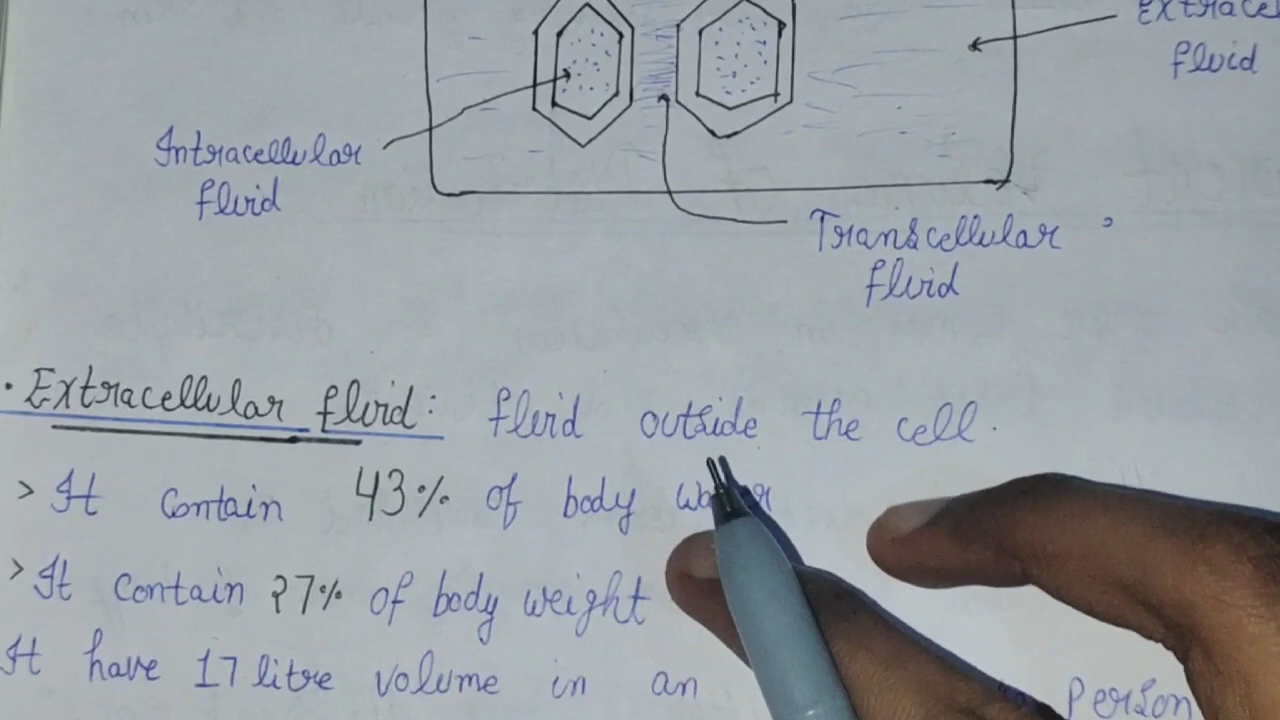 Extracel
fluid
Intracellular
fluid
Transcellular
fluid
· Extracellular fluid: fluid outside the cell.
> It contain 43% of body water
> It contain 27% of body weight
It have 17 litre volume in an person